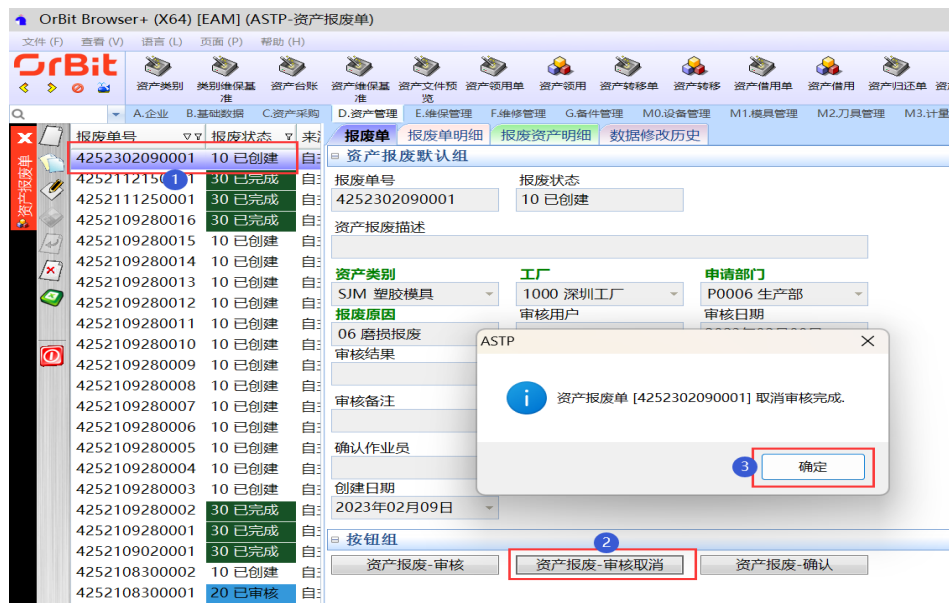 OrBit Browser+ (X64) [EAM] (ASTP-资产报废单)
文件 (F) 查看 (V) 语言 (L) 页面 (P) 帮助 (H)
OrBit
资产类别 类别维保基准 资产台账 资产维保基准 资产文件预览 资产领用单 资产领用 资产转移单 资产转移 资产借用单 资产借用 资产归还单
A.企业 B.基础数据 C.资产采购 D.资产管理 E.维保管理 F.维修管理 G.备件管理 M0.设备管理 M1.模具管理 M2.刀具管理 M3.计量
资产报废单
报废单号 报废状态
4252302090001 10 已创建
1
30 已完成
4252111250001 30 已完成
4252109280016 30 已完成
4252109280015 10 已创建
4252109280014 10 已创建
4252109280013 10 已创建
4252109280012 10 已创建
4252109280011 10 已创建
4252109280010 10 已创建
4252109280009 10 已创建
4252109280008 10 已创建
4252109280007 10 已创建
4252109280006 10 已创建
4252109280005 10 已创建
4252109280004 10 已创建
4252109280003 10 已创建
4252109280002 30 已完成
4252109280001 30 已完成
4252109020001 30 已完成
4252108300002 10 已创建
4252108300001 20 已审核
报废单 报废单明细 报废资产明细 数据修改历史
资产报废默认组
报废单号 报废状态
4252302090001 10 已创建
资产报废描述
资产类别 工厂 申请部门
SJM 塑胶模具 1000 深圳工厂 P0006 生产部
报废原因 审核用户 审核日期
06 磨损报废
审核结果
审核备注
确认作业员
创建日期
2023年02月09日
ASTP
资产报废单 [4252302090001] 取消审核完成.
3
确定
按钮组
2
资产报废-审核 资产报废-审核取消 资产报废-确认